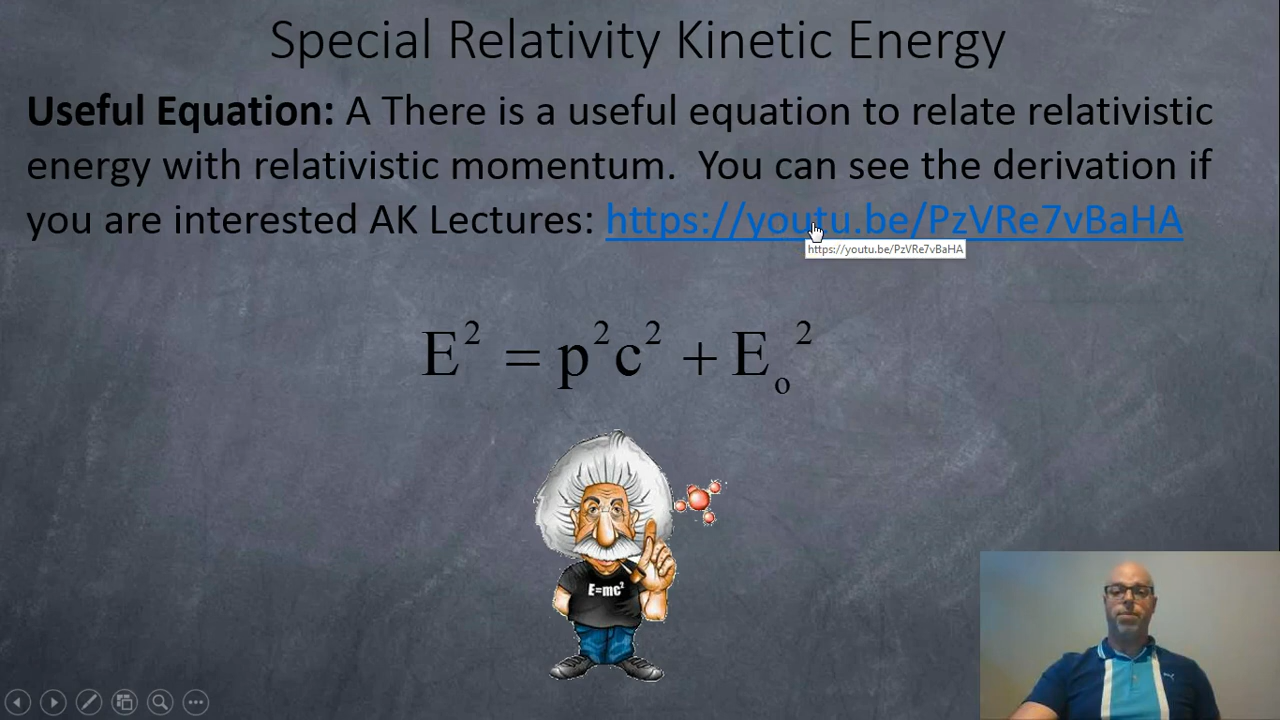 Special Relativity Kinetic Energy
Useful Equation: A There is a useful equation to relate relativistic
energy with relativistic momentum.  You can see the derivation if
you are interested AK Lectures: https://youtu.be/PzVRe7vBaHA
https://youtu.be/PzVRe7vBaHA
E² = p²c² + Eₒ²
E=mc²